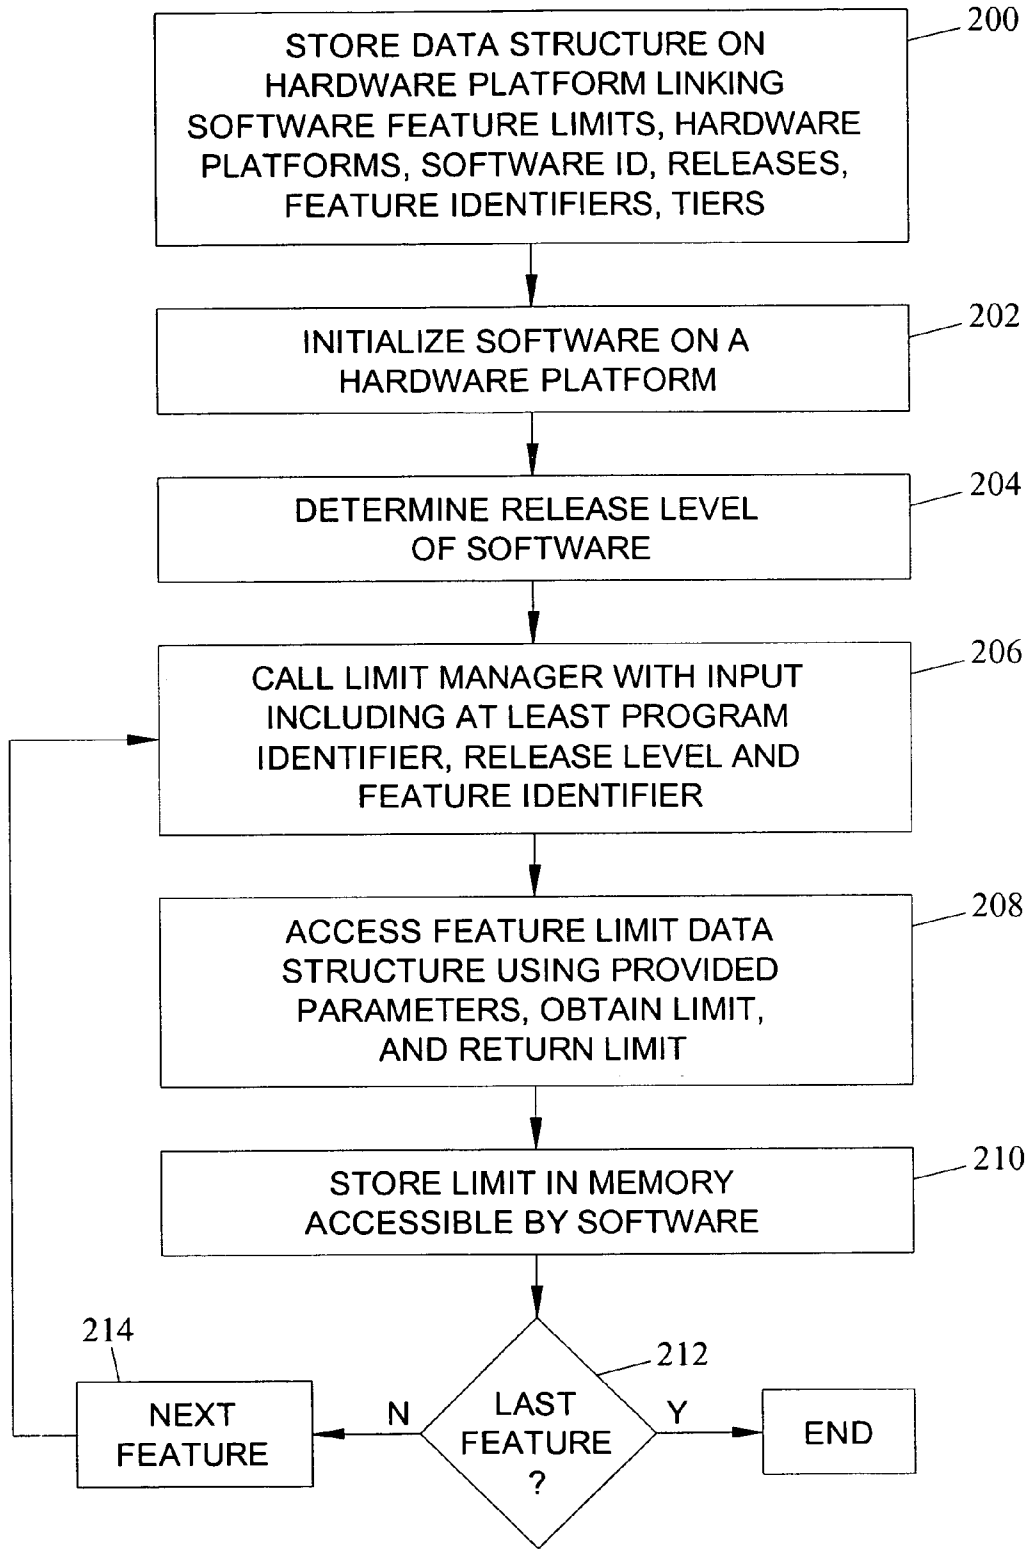 200
STORE DATA STRUCTURE ON
HARDWARE PLATFORM LINKING
SOFTWARE FEATURE LIMITS, HARDWARE
PLATFORMS, SOFTWARE ID, RELEASES,
FEATURE IDENTIFIERS, TIERS
202
INITIALIZE SOFTWARE ON A
HARDWARE PLATFORM
204
DETERMINE RELEASE LEVEL
OF SOFTWARE
206
CALL LIMIT MANAGER WITH INPUT
INCLUDING AT LEAST PROGRAM
IDENTIFIER, RELEASE LEVEL AND
FEATURE IDENTIFIER
208
ACCESS FEATURE LIMIT DATA
STRUCTURE USING PROVIDED
PARAMETERS, OBTAIN LIMIT,
AND RETURN LIMIT
210
STORE LIMIT IN MEMORY
ACCESSIBLE BY SOFTWARE
212
LAST
FEATURE
?
N
Y
214
NEXT
FEATURE
END